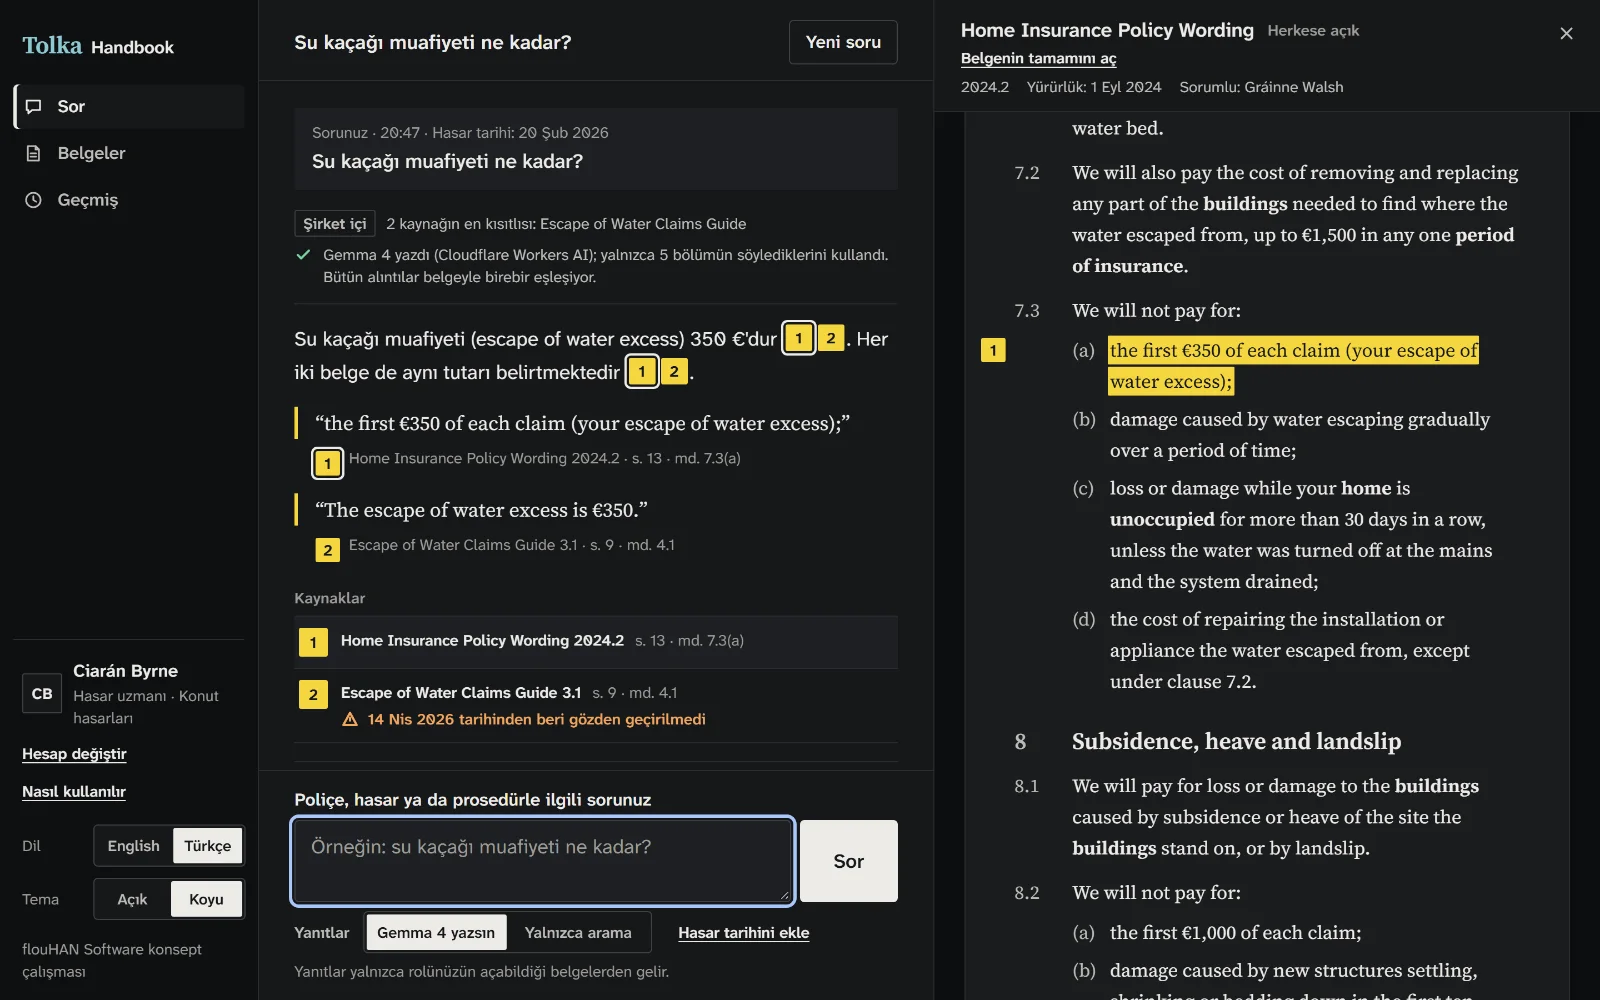 Tolka Handbook
Sor
Belgeler
Geçmiş
CB
Ciarán Byrne
Hasar uzmanı · Konut
hasarları
Hesap değiştir
Nasıl kullanılır
Dil
English
Türkçe
Tema
Açık
Koyu
flouHAN Software konsept
çalışması
Su kaçağı muafiyeti ne kadar?
Yeni soru
Sorunuz · 20:47 · Hasar tarihi: 20 Şub 2026
Su kaçağı muafiyeti ne kadar?
Şirket içi
2 kaynağın en kısıtlısı: Escape of Water Claims Guide
Gemma 4 yazdı (Cloudflare Workers AI); yalnızca 5 bölümün söylediklerini kullandı.
Bütün alıntılar belgeyle birebir eşleşiyor.
Su kaçağı muafiyeti (escape of water excess) 350 €'dur 1 2 . Her
iki belge de aynı tutarı belirtmektedir 1 2 .
“the first €350 of each claim (your escape of water excess);”
1 Home Insurance Policy Wording 2024.2 · s. 13 · md. 7.3(a)
“The escape of water excess is €350.”
2 Escape of Water Claims Guide 3.1 · s. 9 · md. 4.1
Kaynaklar
1 Home Insurance Policy Wording 2024.2 s. 13 · md. 7.3(a)
2 Escape of Water Claims Guide 3.1 s. 9 · md. 4.1
14 Nis 2026 tarihinden beri gözden geçirilmedi
Poliçe, hasar ya da prosedürle ilgili sorunuz
Örneğin: su kaçağı muafiyeti ne kadar?
Sor
Yanıtlar
Gemma 4 yazsın
Yalnızca arama
Hasar tarihini ekle
Yanıtlar yalnızca rolünüzün açabildiği belgelerden gelir.
Home Insurance Policy Wording Herkese açık
Belgenin tamamını aç
2024.2 Yürürlük: 1 Eyl 2024 Sorumlu: Gráinne Walsh
water bed.
7.2 We will also pay the cost of removing and replacing
any part of the buildings needed to find where the
water escaped from, up to €1,500 in any one period
of insurance.
7.3 We will not pay for:
1 (a) the first €350 of each claim (your escape of
water excess);
(b) damage caused by water escaping gradually
over a period of time;
(c) loss or damage while your home is
unoccupied for more than 30 days in a row,
unless the water was turned off at the mains
and the system drained;
(d) the cost of repairing the installation or
appliance the water escaped from, except
under clause 7.2.
8 Subsidence, heave and landslip
8.1 We will pay for loss or damage to the buildings
caused by subsidence or heave of the site the
buildings stand on, or by landslip.
8.2 We will not pay for:
(a) the first €1,000 of each claim;
(b) damage caused by new structures settling,
shrinking or bedding down in the first ten